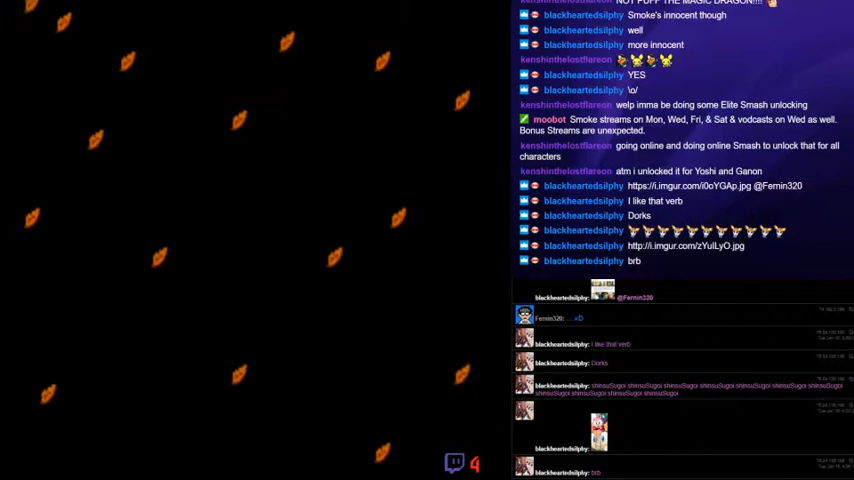 NOT PUFF THE MAGIC DRAGON!!!!
blackheartedsilphy Smoke's innocent though
blackheartedsilphy well
blackheartedsilphy more innocent
kenshinthelostflareon
blackheartedsilphy YES
blackheartedsilphy \o/
kenshinthelostflareon welp imma be doing some Elite Smash unlocking
moobot Smoke streams on Mon, Wed, Fri, & Sat & vodcasts on Wed as well.
Bonus Streams are unexpected.
kenshinthelostflareon going online and doing online Smash to unlock that for all
characters
kenshinthelostflareon atm i unlocked it for Yoshi and Ganon
blackheartedsilphy https://i.imgur.com/i0oYGAp.jpg @Fernin320
blackheartedsilphy I like that verb
blackheartedsilphy Dorks
blackheartedsilphy
blackheartedsilphy http://i.imgur.com/zYuILyO.jpg
blackheartedsilphy brb
blackheartedsilphy: @Fernin320
Fernin320: ... xD
blackheartedsilphy: I like that verb
blackheartedsilphy: Dorks
blackheartedsilphy: shinsuSugoi shinsuSugoi shinsuSugoi shinsuSugoi shinsuSugoi shinsuSugoi shinsuSugoi
shinsuSugoi shinsuSugoi shinsuSugoi shinsuSugoi
blackheartedsilphy:
blackheartedsilphy: brb
4